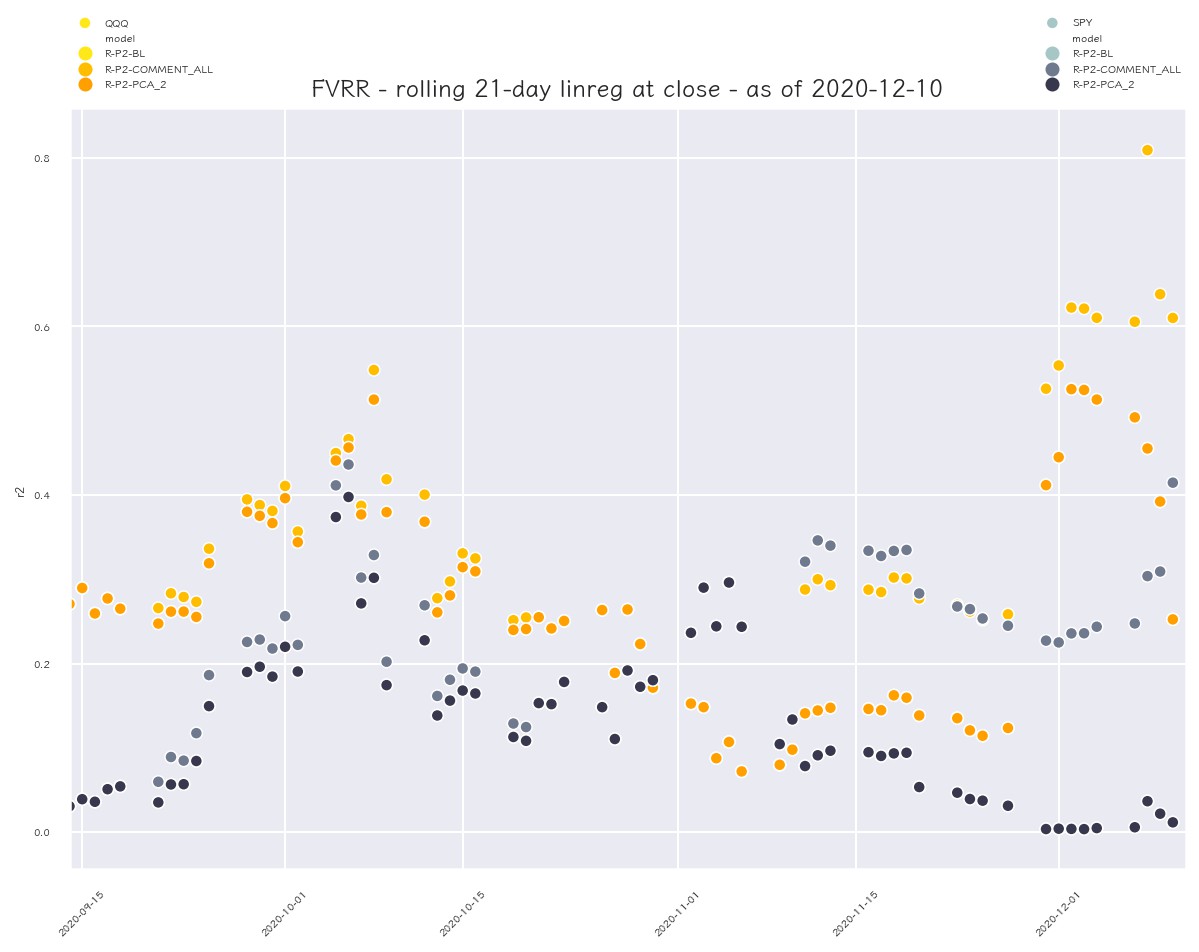 QQQ
model
R-P2-BL
R-P2-COMMENT_ALL
R-P2-PCA_2
SPY
model
R-P2-BL
R-P2-COMMENT_ALL
R-P2-PCA_2
FVRR - rolling 21-day linreg at close - as of 2020-12-10
0.8
0.6
r2
0.4
0.2
0.0
2020-09-15
2020-10-01
2020-10-15
2020-11-01
2020-11-15
2020-12-01